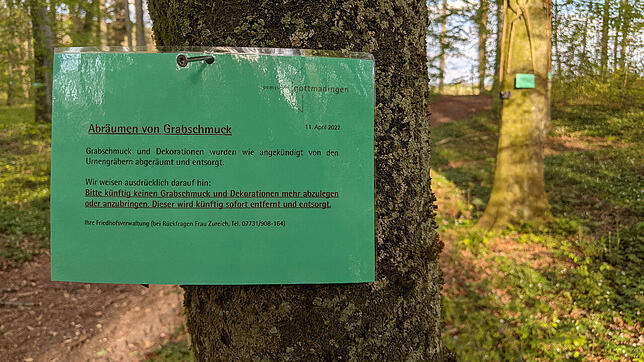 gemeinde gottmadingen
Abräumen von Grabschmuck
11. April 2022
Grabschmuck und Dekorationen wurden wie angekündigt von den
Urnengräbern abgeräumt und entsorgt.
Wir weisen ausdrücklich darauf hin:
Bitte künftig keinen Grabschmuck und Dekorationen mehr abzulegen
oder anzubringen. Dieser wird künftig sofort entfernt und entsorgt.
Ihre Friedhofsverwaltung (bei Rückfragen Frau Zureich, Tel. 07731/908-164)